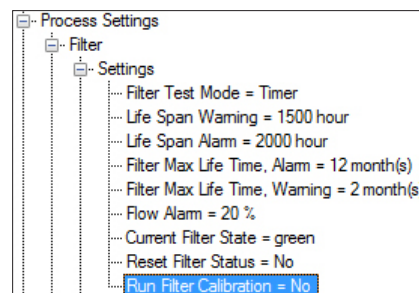 Process Settings
Filter
Settings
Filter Test Mode = Timer
Life Span Warning = 1500 hour
Life Span Alarm = 2000 hour
Filter Max Life Time, Alarm = 12 month(s)
Filter Max Life Time, Warning = 2 month(s
Flow Alarm = 20 %
Current Filter State = green
Reset Filter Status = No
Run Filter Calibration = No